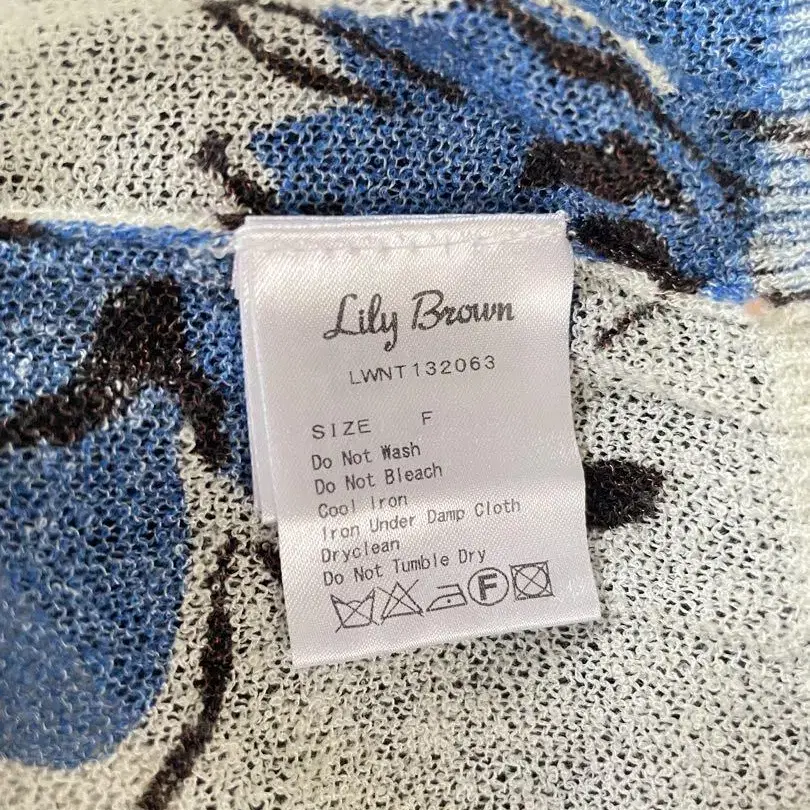 Lily Brown
LWNT132063
SIZE F
Do Not Wash
Do Not Bleach
Cool Iron
Iron Under Damp Cloth
Dryclean
Do Not Tumble Dry
F